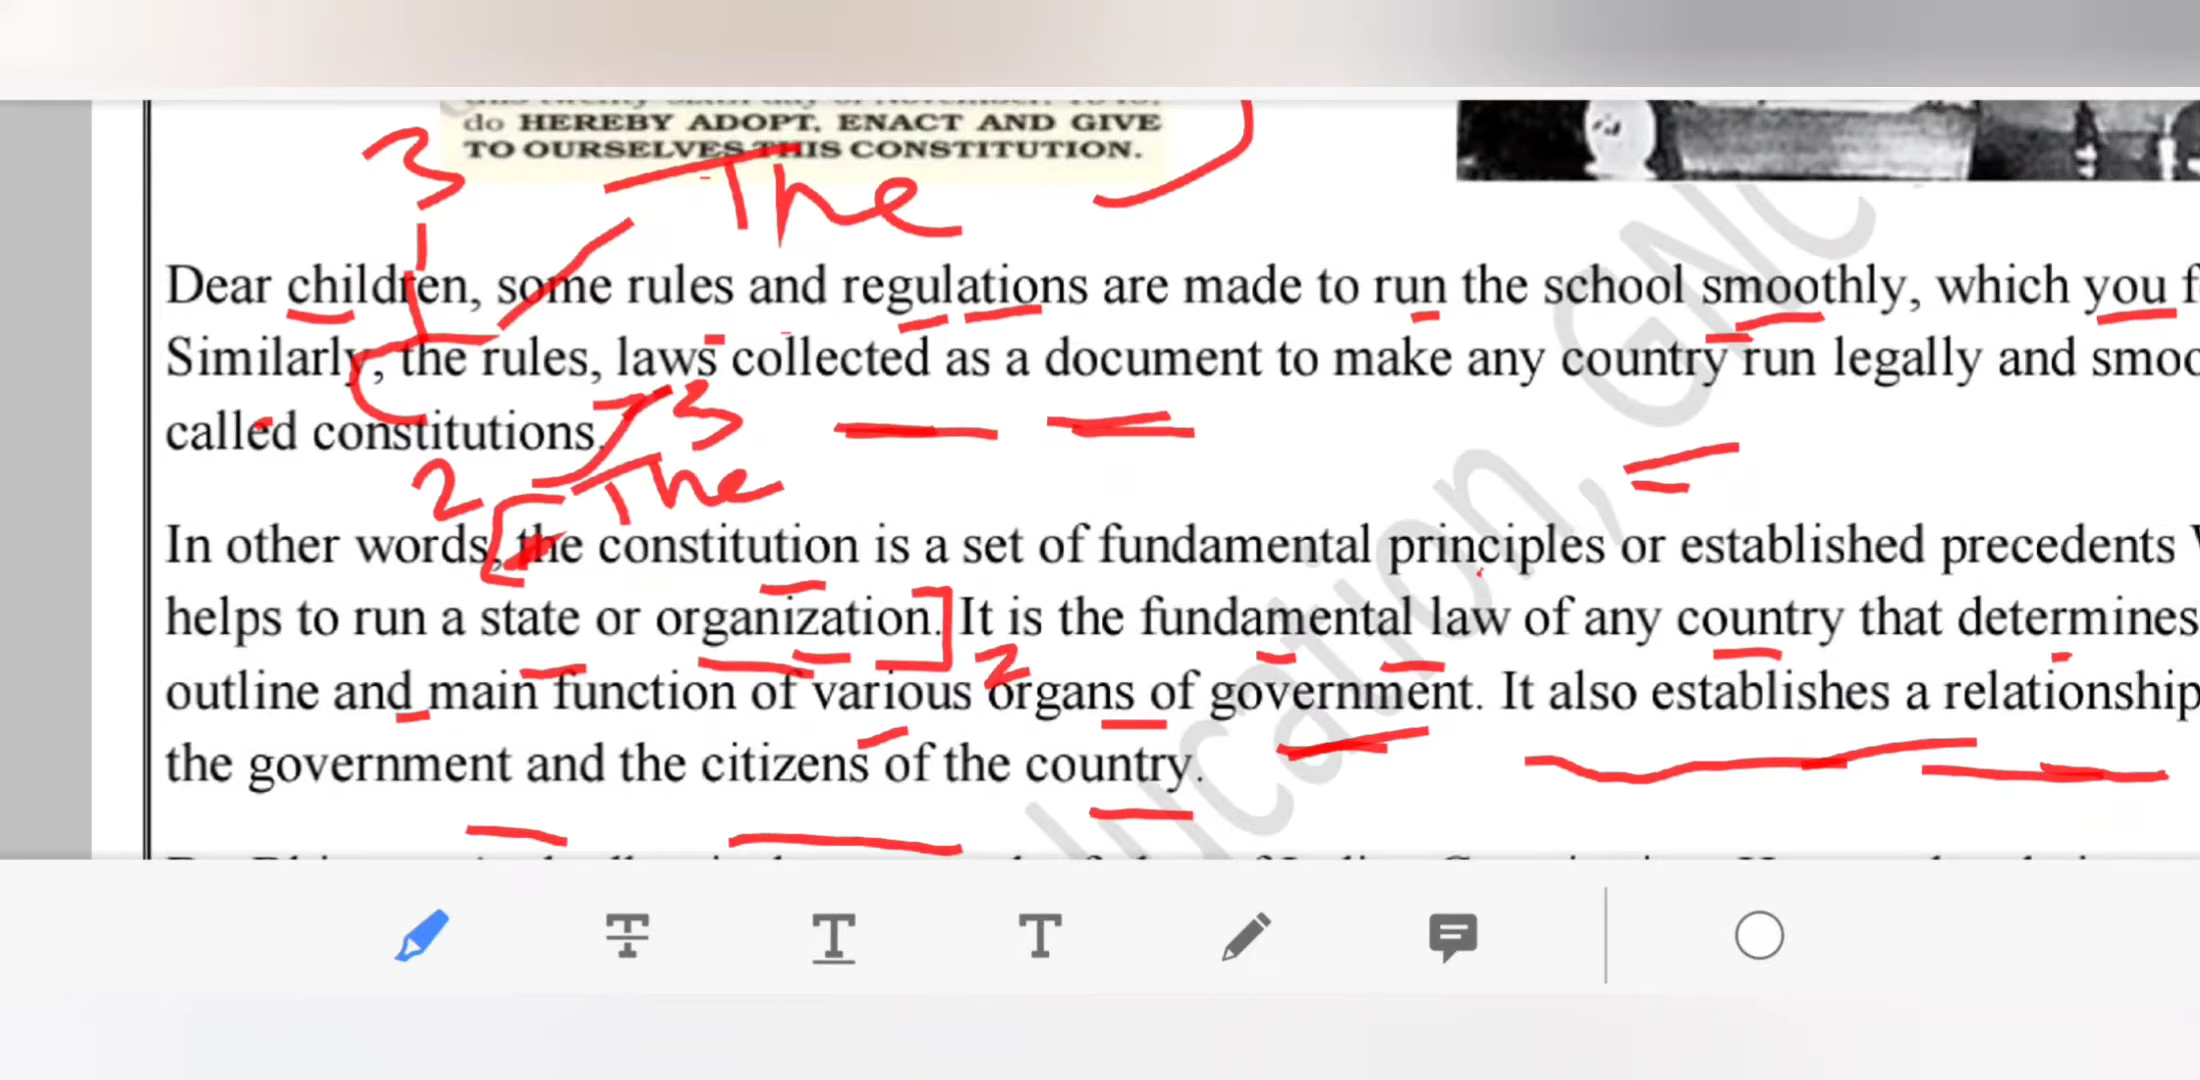 do HEREBY ADOPT, ENACT AND GIVE
TO OURSELVES THIS CONSTITUTION.
3
The
Dear children, some rules and regulations are made to run the school smoothly, which you f
Similarly, the rules, laws collected as a document to make any country run legally and smoo
called constitutions.
3
2
The
In other words, the constitution is a set of fundamental principles or established precedents
helps to run a state or organization. It is the fundamental law of any country that determines
2
outline and main function of various organs of government. It also establishes a relationship
the government and the citizens of the country.
ucation, GNC